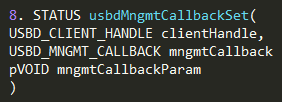 8. STATUS usbdMngmtCallbackSet(
USBD_CLIENT_HANDLE clientHandle,
USBD_MNGMT_CALLBACK mngmtCallback
pVOID mngmtCallbackParam
)